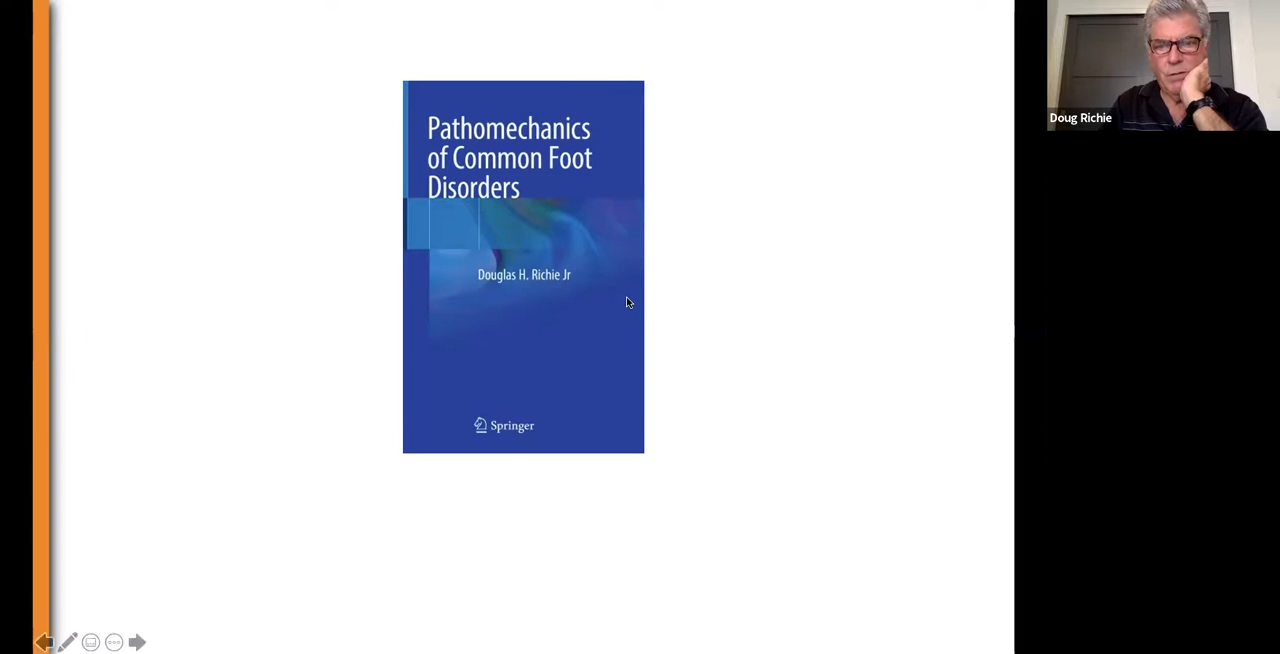 Pathomechanics
of Common Foot
Disorders
Douglas H. Richie Jr
Springer
Doug Richie